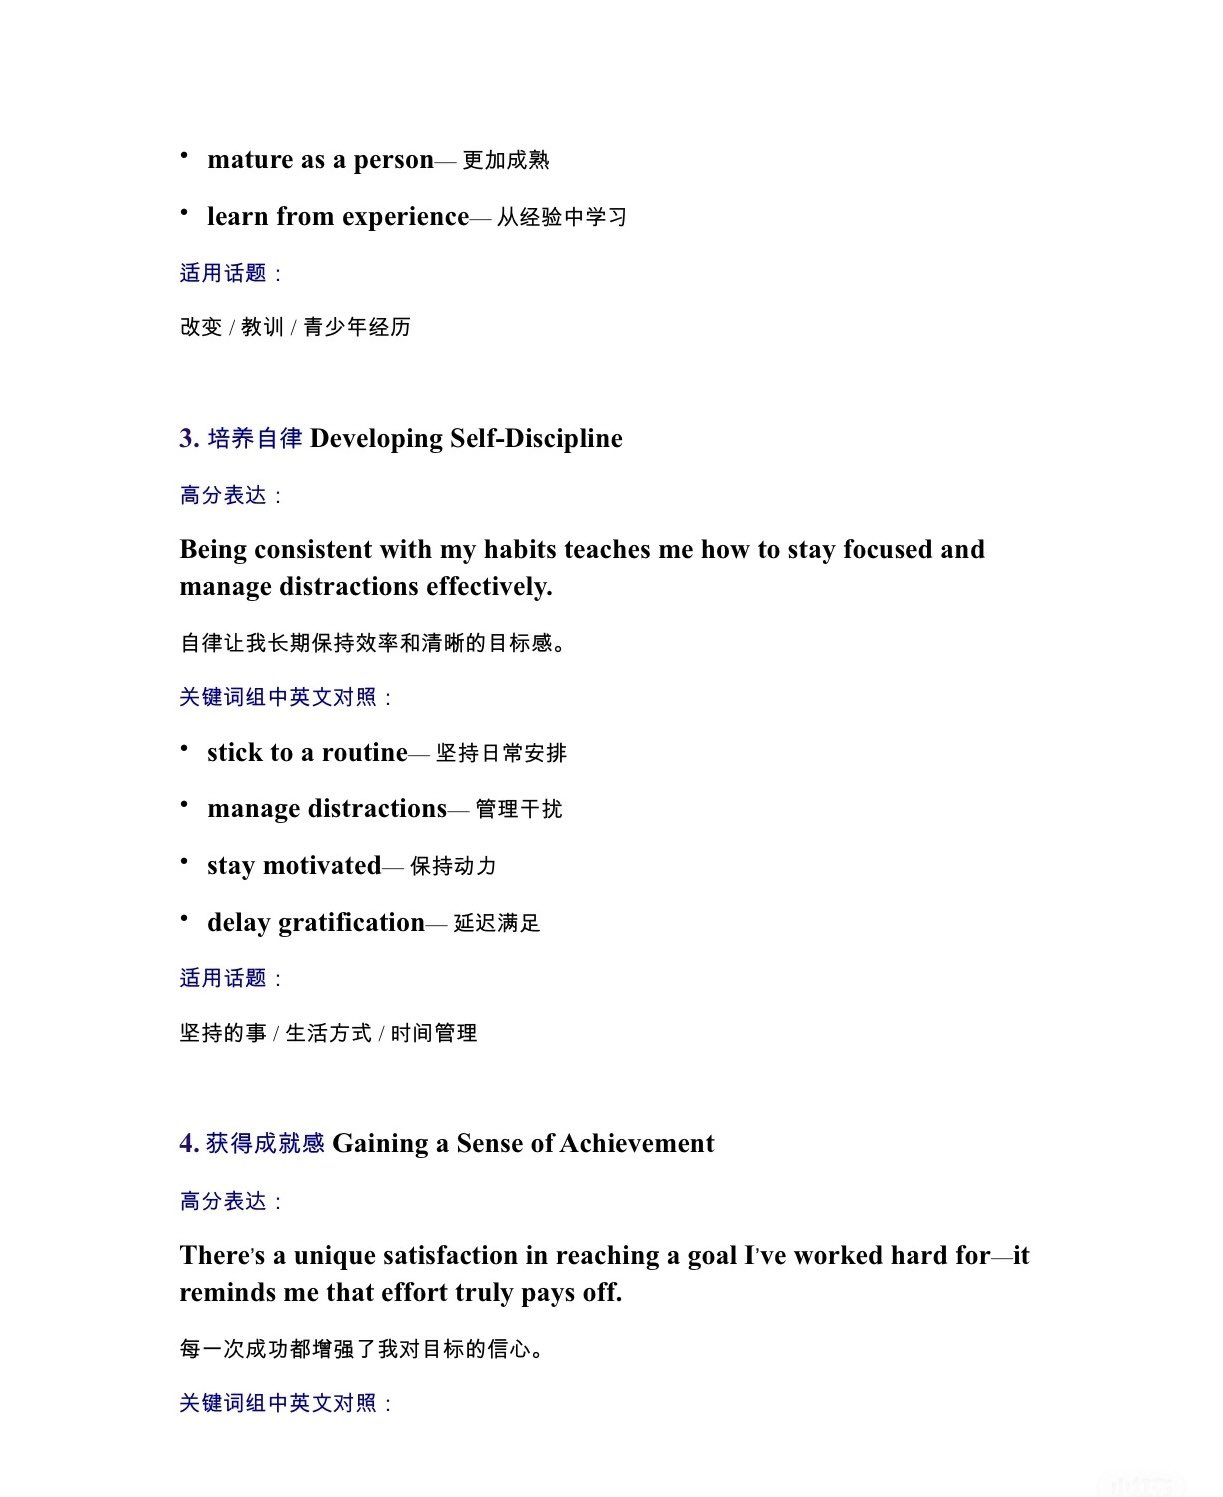 • mature as a person— 更加成熟
• learn from experience— 从经验中学习
适用话题：
改变 / 教训 / 青少年经历
3. 培养自律 Developing Self-Discipline
高分表达：
Being consistent with my habits teaches me how to stay focused and
manage distractions effectively.
自律让我长期保持效率和清晰的目标感。
关键词组中英文对照：
• stick to a routine— 坚持日常安排
• manage distractions— 管理干扰
• stay motivated— 保持动力
• delay gratification— 延迟满足
适用话题：
坚持的事 / 生活方式 / 时间管理
4. 获得成就感 Gaining a Sense of Achievement
高分表达：
There’s a unique satisfaction in reaching a goal I’ve worked hard for—it
reminds me that effort truly pays off.
每一次成功都增强了我对目标的信心。
关键词组中英文对照：